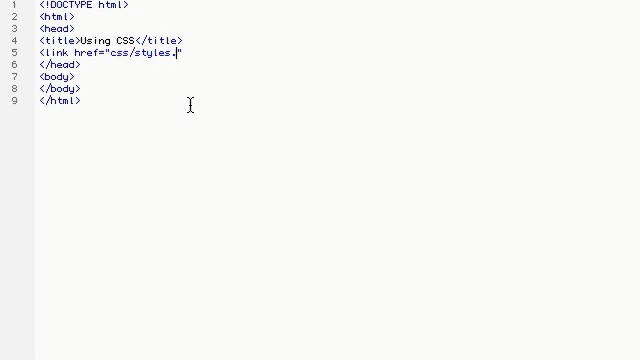 1 <!DOCTYPE html>
2 <html>
3 <head>
4 <title>Using CSS</title>
5 <link href="css/styles."
6 </head>
7 <body>
8 </body>
9 </html>